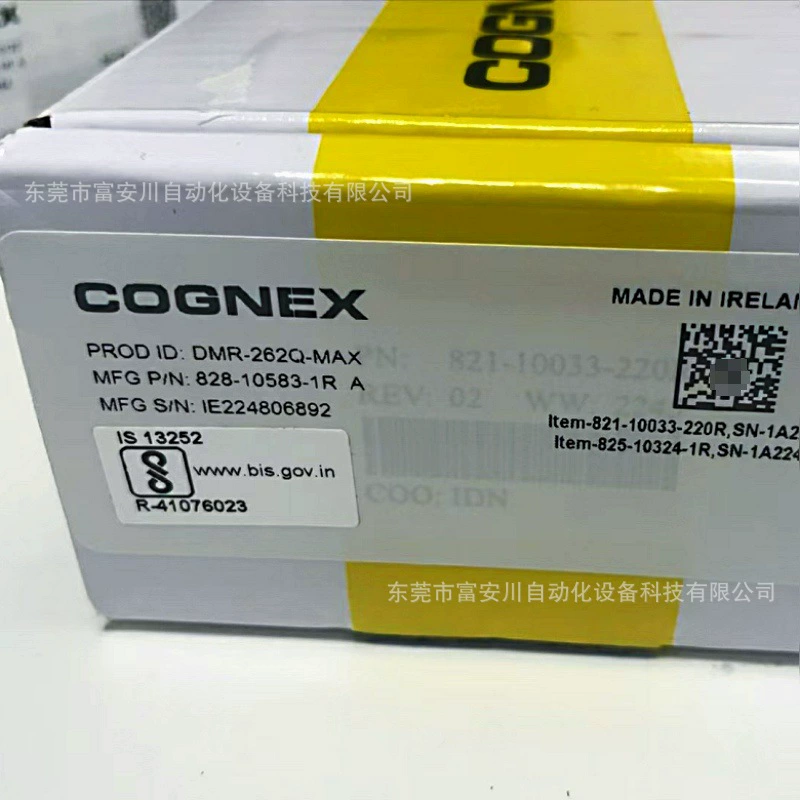 COGNEX
东莞市富安川自动化设备科技有限公司
COGNEX
MADE IN IRELAN
PROD ID: DMR-262Q-MAX
MFG P/N: 828-10583-1R A
MFG S/N: IE224806892
PN: 821-10033-220
REV: 02 WW: 224
Item-821-10033-220R,SN-1A2
Item-825-10324-1R,SN-1A224
IS 13252
www.bis.gov.in
R-41076023
COO: IDN
东莞市富安川自动化设备科技有限公司